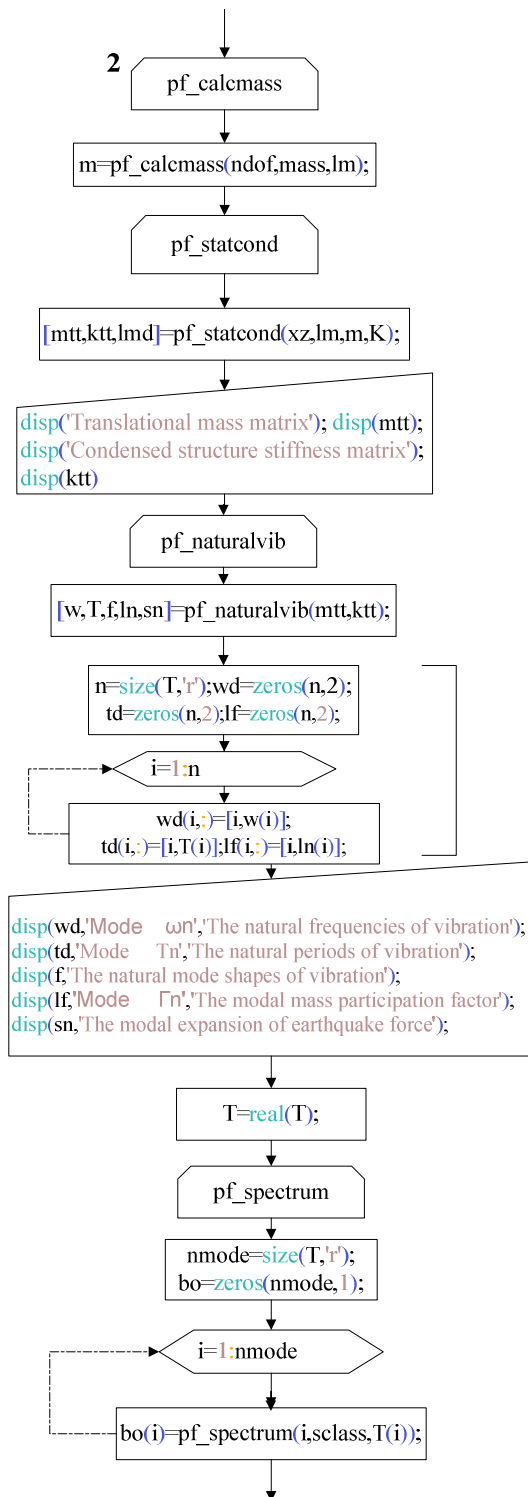 2
pf_calcmass
m=pf_calcmass(ndof,mass,lm);
pf_statcond
[mtt,ktt,lmd]=pf_statcond(xz,lm,m,K);
disp('Translational mass matrix'); disp(mtt);
disp('Condensed structure stiffness matrix');
disp(ktt)
pf_naturalvib
[w,T,f,ln,sn]=pf_naturalvib(mtt,ktt);
n=size(T,'r');wd=zeros(n,2);
td=zeros(n,2);lf=zeros(n,2);
i=1:n
wd(i,:)=[i,w(i)];
td(i,:)=[i,T(i)];lf(i,:)=[i,ln(i)];
disp(wd,'Mode ωn','The natural frequencies of vibration');
disp(td,'Mode Tn','The natural periods of vibration');
disp(f,'The natural mode shapes of vibration');
disp(lf,'Mode Γn','The modal mass participation factor');
disp(sn,'The modal expansion of earthquake force');
T=real(T);
pf_spectrum
nmode=size(T,'r');
bo=zeros(nmode,1);
i=1:nmode
bo(i)=pf_spectrum(i,sclass,T(i));